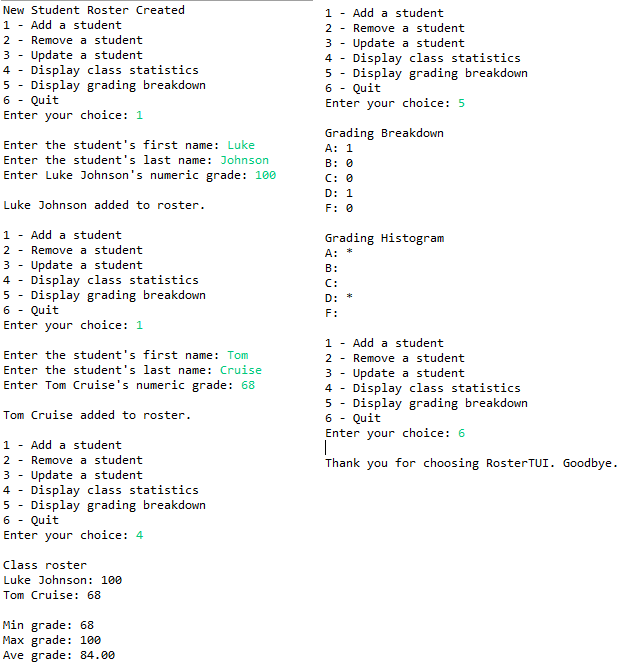 New Student Roster Created
1 - Add a student
2 - Remove a student
3 - Update a student
4 - Display class statistics
5 - Display grading breakdown
6 - Quit
Enter your choice: 1

Enter the student's first name: Luke
Enter the student's last name: Johnson
Enter Luke Johnson's numeric grade: 100

Luke Johnson added to roster.

1 - Add a student
2 - Remove a student
3 - Update a student
4 - Display class statistics
5 - Display grading breakdown
6 - Quit
Enter your choice: 1

Enter the student's first name: Tom
Enter the student's last name: Cruise
Enter Tom Cruise's numeric grade: 68

Tom Cruise added to roster.

1 - Add a student
2 - Remove a student
3 - Update a student
4 - Display class statistics
5 - Display grading breakdown
6 - Quit
Enter your choice: 4

Class roster
Luke Johnson: 100
Tom Cruise: 68

Min grade: 68
Max grade: 100
Ave grade: 84.00

1 - Add a student
2 - Remove a student
3 - Update a student
4 - Display class statistics
5 - Display grading breakdown
6 - Quit
Enter your choice: 5

Grading Breakdown
A: 1
B: 0
C: 0
D: 1
F: 0

Grading Histogram
A: *
B:
C:
D: *
F:

1 - Add a student
2 - Remove a student
3 - Update a student
4 - Display class statistics
5 - Display grading breakdown
6 - Quit
Enter your choice: 6

Thank you for choosing RosterTUI. Goodbye.